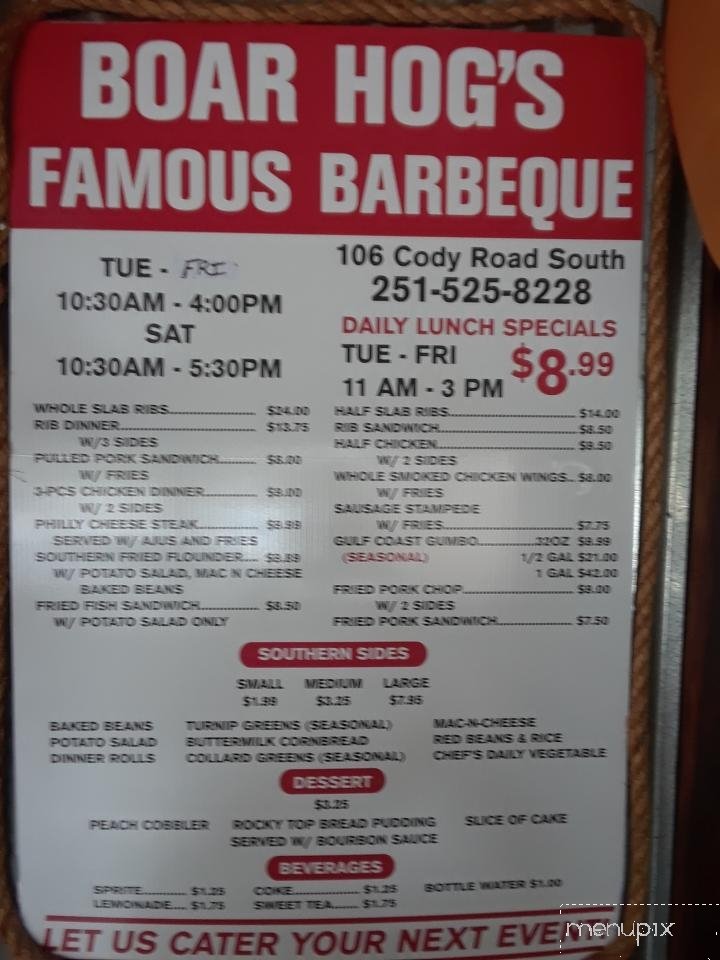 BOAR HOG'S
FAMOUS BARBEQUE
TUE - FRI
10:30AM - 4:00PM
SAT
10:30AM - 5:30PM
106 Cody Road South
251-525-8228
DAILY LUNCH SPECIALS
TUE - FRI
11 AM - 3 PM
$8.99
WHOLE SLAB RIBS.................. $24.00
RIB DINNER.............................. $13.75
W/3 SIDES
PULLED PORK SANDWICH......... $8.00
W/ FRIES
3-PCS CHICKEN DINNER............ $9.00
W/ 2 SIDES
PHILLY CHEESE STEAK.............. $9.99
SERVED W/ AJUS AND FRIES
SOUTHERN FRIED FLOUNDER....
W/ POTATO SALAD, MAC N CHEESE
BAKED BEANS
FRIED FISH SANDWICH............. $8.50
W/ POTATO SALAD ONLY
HALF SLAB RIBS.......................... $14.00
RIB SANDWICH............................ $8.50
HALF CHICKEN............................. $9.50
W/ 2 SIDES
WHOLE SMOKED CHICKEN WINGS.. $8.00
W/ FRIES
SAUSAGE STAMPEDE
W/ FRIES........................... $7.75
GULF COAST GUMBO............32OZ $9.99
(SEASONAL) 1/2 GAL $21.00
1 GAL $42.00
FRIED PORK CHOP....................... $9.00
W/ 2 SIDES
FRIED PORK SANDWICH............... $7.50
SOUTHERN SIDES
SMALL MEDIUM LARGE
$1.99 $3.25 $7.95
BAKED BEANS TURNIP GREENS (SEASONAL) MAC-N-CHEESE
POTATO SALAD BUTTERMILK CORNBREAD RED BEANS & RICE
DINNER ROLLS COLLARD GREENS (SEASONAL) CHEF'S DAILY VEGETABLE
DESSERT
$3.25
PEACH COBBLER ROCKY TOP BREAD PUDDING SLICE OF CAKE
SERVED W/ BOURBON SAUCE
BEVERAGES
SPRITE........... $1.25 COKE.................... $1.25 BOTTLE WATER $1.00
LEMONADE.... $1.75 SWEET TEA....... $1.75
LET US CATER YOUR NEXT EVENT!
menupix